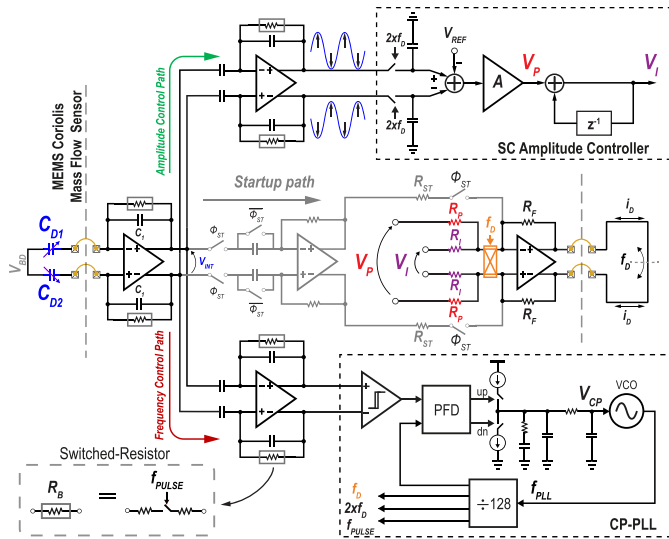 MEMS Coriolis
Mass Flow Sensor
Amplitude Control Path
2xf_D
2xf_D
V_REF
A
V_P
V_I
z^-1
SC Amplitude Controller
Startup path
R_ST
Φ_ST
C_D1
C_D2
V_BD
C_1
C_1
V_INT
Φ_ST
Φ_ST
Φ_ST
Φ_ST
V_P
V_I
R_P
R_I
R_I
R_P
f_D
R_F
R_F
i_D
f_D
i_D
R_ST
Φ_ST
Frequency Control Path
PFD
up
dn
V_CP
VCO
÷128
f_PLL
f_D
2xf_D
f_PULSE
CP-PLL
Switched-Resistor
R_B
=
f_PULSE